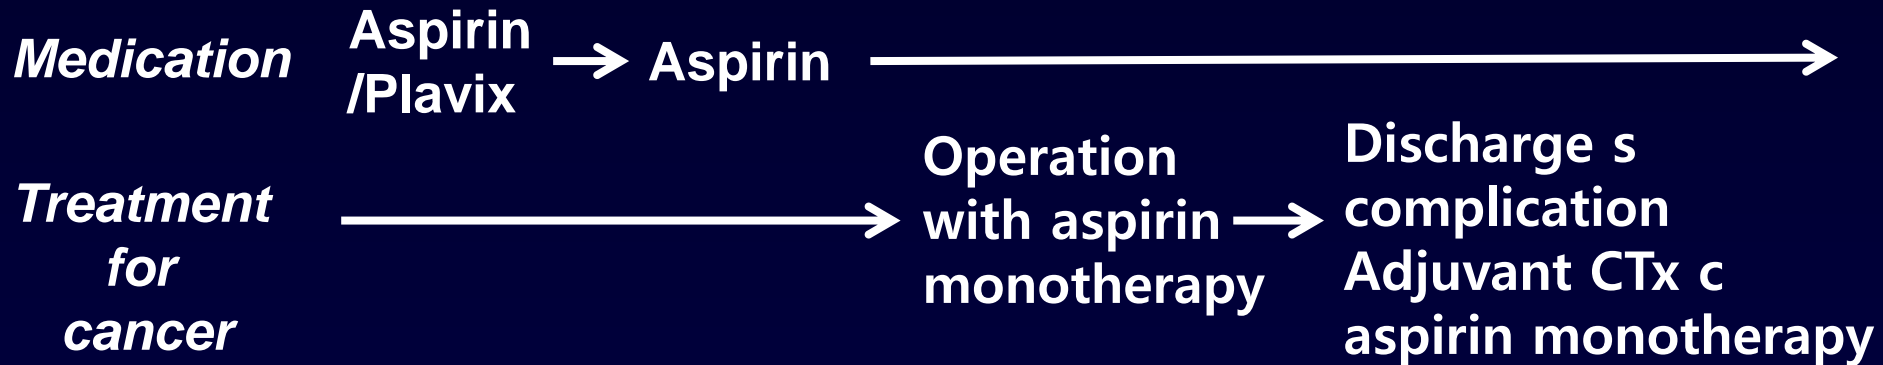 Medication
Aspirin
/Plavix
Aspirin
Treatment
for
cancer
Operation
with aspirin
monotherapy
Discharge s
complication
Adjuvant CTx c
aspirin monotherapy